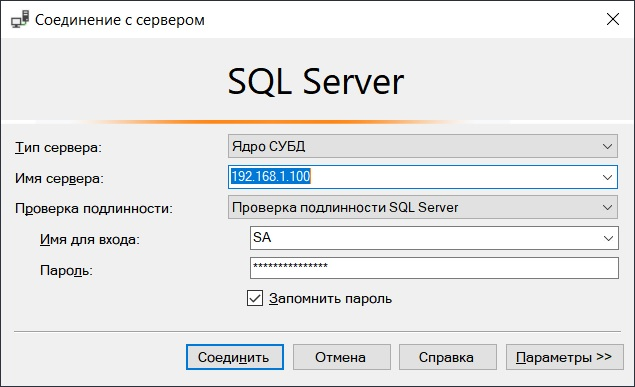 Соединение с сервером
SQL Server
Тип сервера: Ядро СУБД
Имя сервера: 192.168.1.100
Проверка подлинности: Проверка подлинности SQL Server
Имя для входа: SA
Пароль: ***************
Запомнить пароль
Соединить Отмена Справка Параметры >>